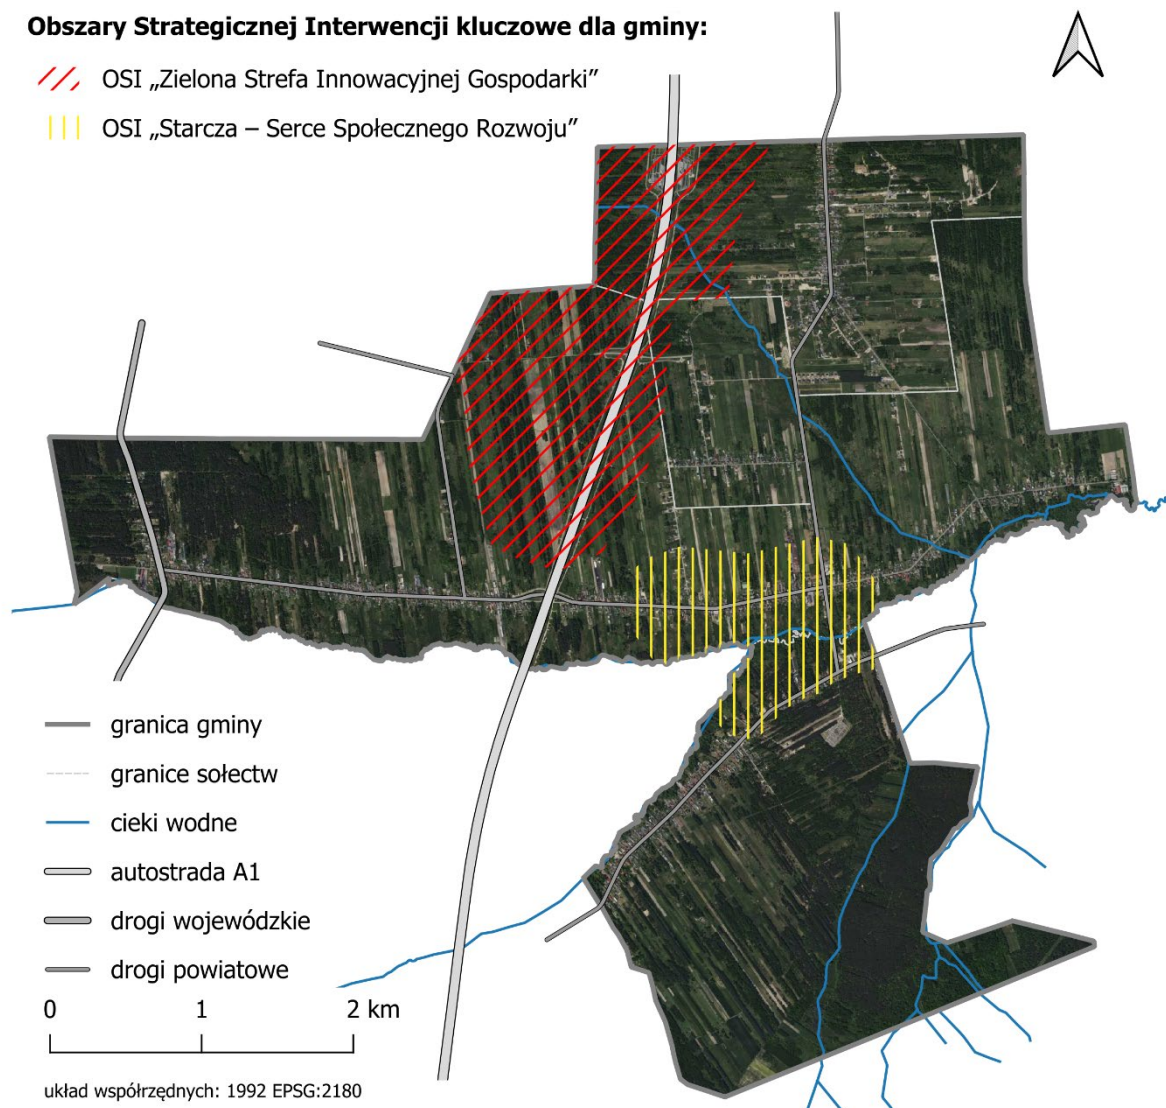 Obszary Strategicznej Interwencji kluczowe dla gminy:
OSI „Zielona Strefa Innowacyjnej Gospodarki”
OSI „Starcza – Serce Społecznego Rozwoju”
granica gminy
granice sołectw
cieki wodne
autostrada A1
drogi wojewódzkie
drogi powiatowe
0 1 2 km
układ współrzędnych: 1992 EPSG:2180